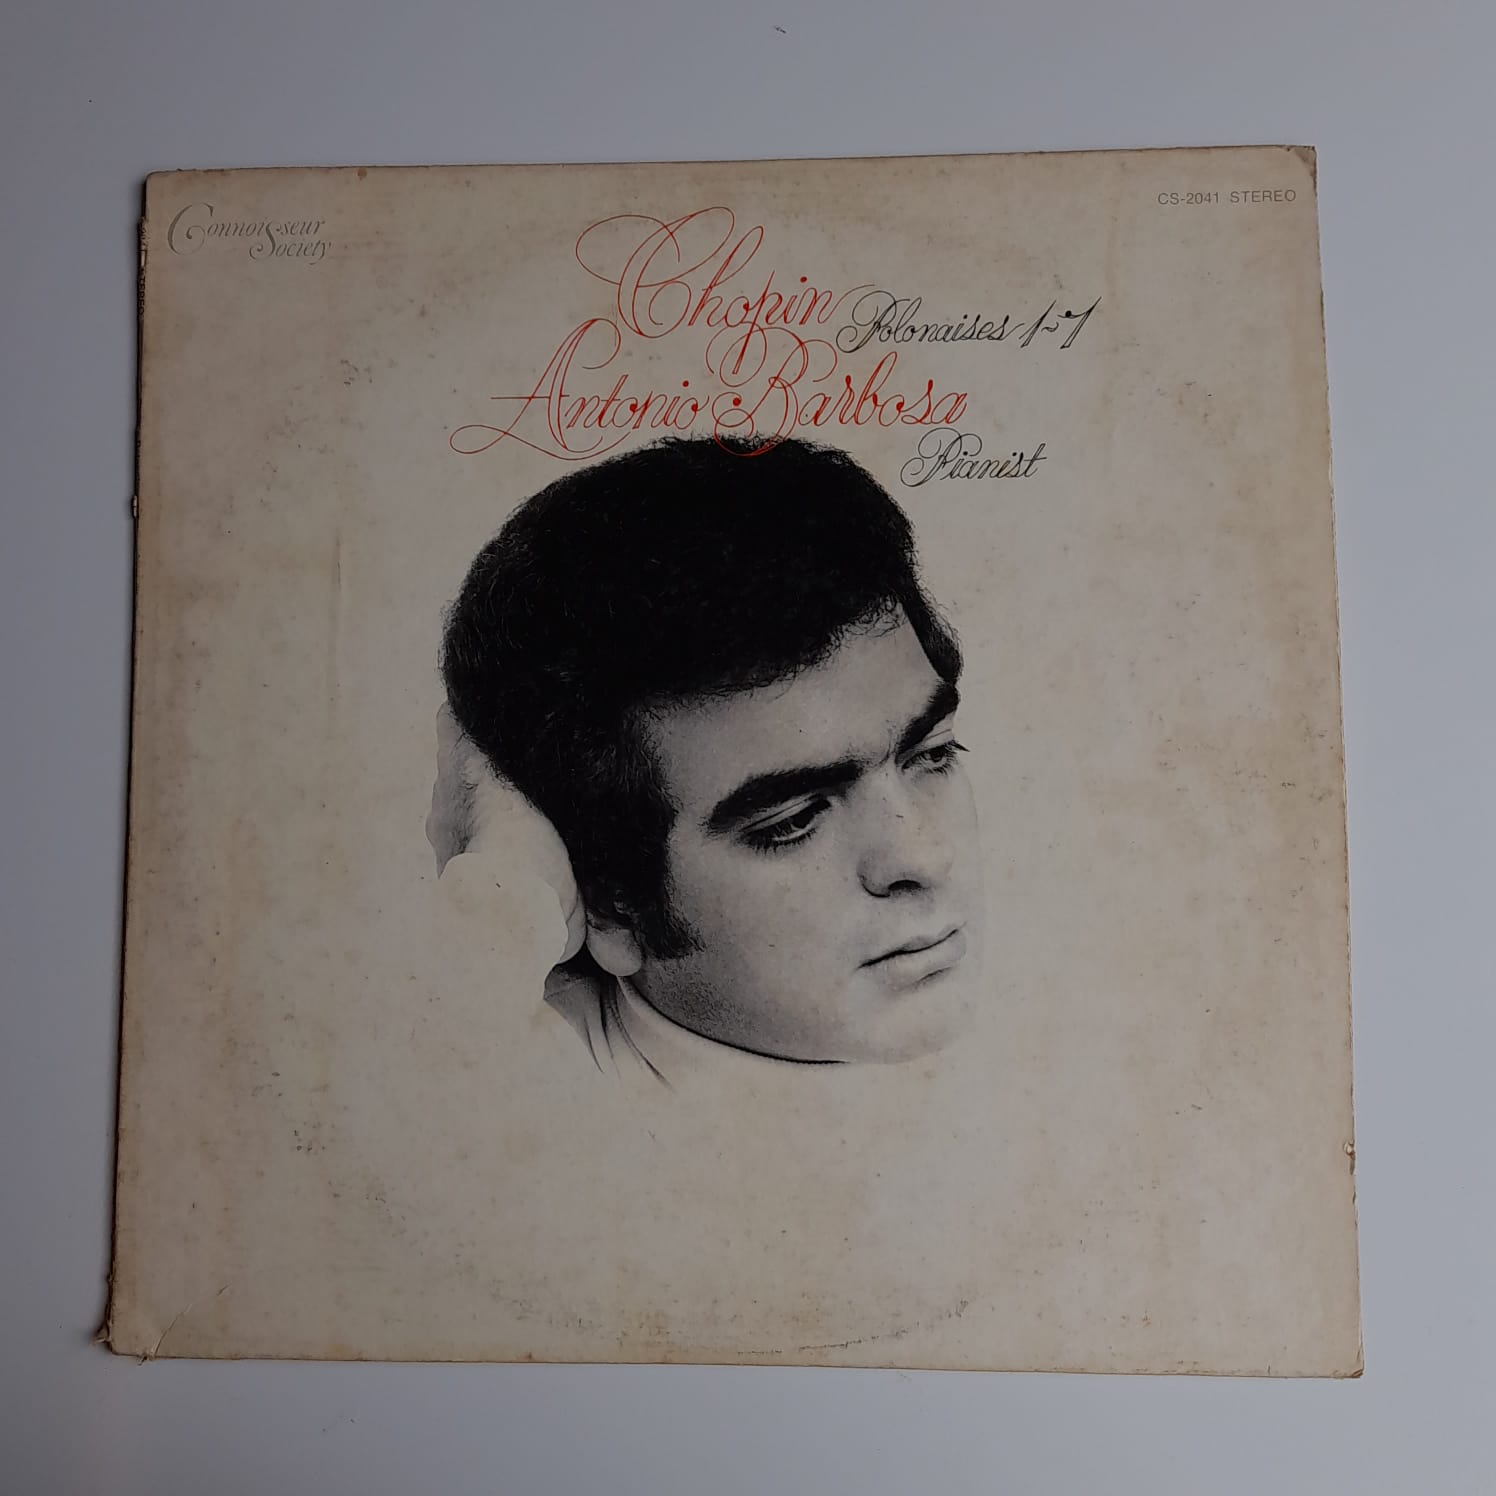 Connoisseur
Society
CS-2041 STEREO
Chopin Polonaises 1-7
Antonio Barbosa
Pianist